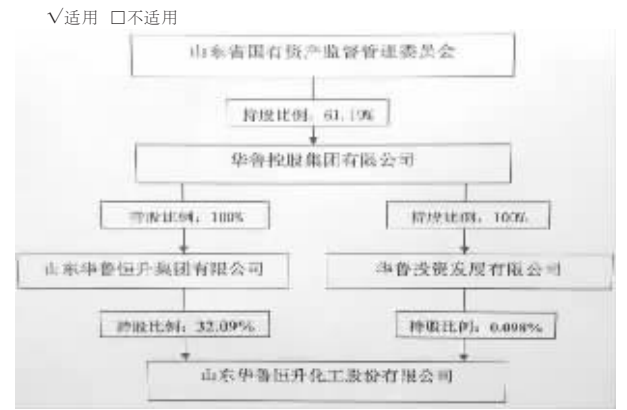 √适用 □不适用
山东省国有资产监督管理委员会
持股比例：61.19%
华鲁控股集团有限公司
持股比例：100% 持股比例：100%
山东华鲁恒升集团有限公司 华鲁投资发展有限公司
持股比例：32.09% 持股比例：0.098%
山东华鲁恒升化工股份有限公司